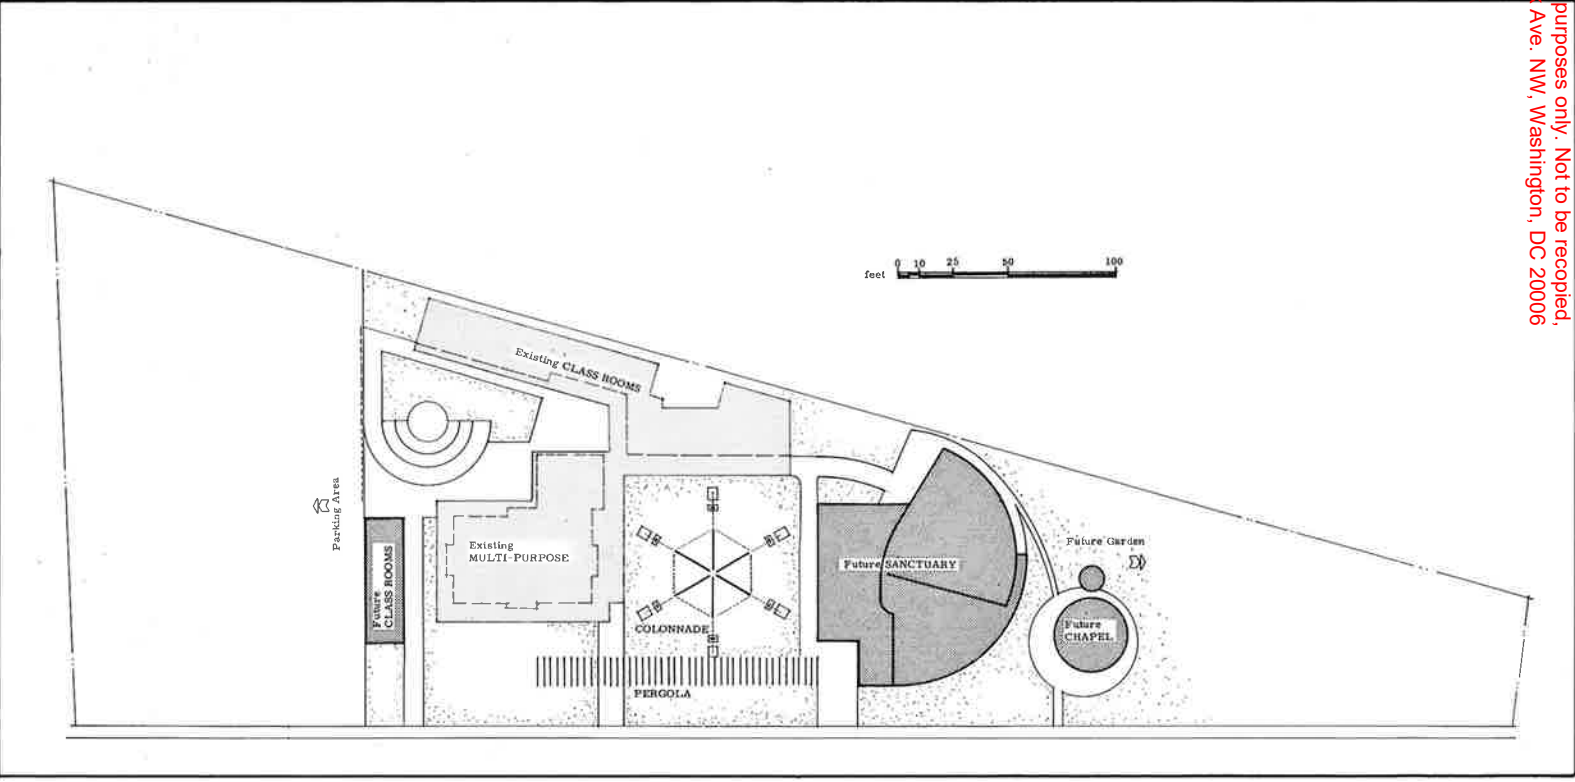 purposes only. Not to be recopied,
Ave. NW, Washington, DC 20006
feet 0 10 25 50 100
Existing CLASS ROOMS
Parking Area
Existing
MULTI-PURPOSE
Future
CLASS ROOMS
COLONNADE
PERGOLA
Future SANCTUARY
Future Garden
Future
CHAPEL